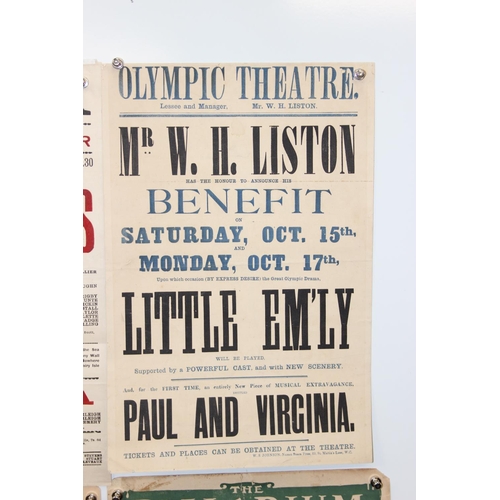 OLYMPIC THEATRE.
Lessee and Manager, Mr. W. H. LISTON.
MR. W. H. LISTON
HAS THE HONOUR TO ANNOUNCE HIS
BENEFIT
ON
SATURDAY, OCT. 15th,
AND
MONDAY, OCT. 17th,
Upon which occasion (BY EXPRESS DESIRE) the Great Olympic Drama,
LITTLE EM'LY
WILL BE PLAYED,
Supported by a POWERFUL CAST, and with NEW SCENERY.
And, for the FIRST TIME, an entirely New Piece of MUSICAL EXTRAVAGANCE,
PAUL AND VIRGINIA.
TICKETS AND PLACES CAN BE OBTAINED AT THE THEATRE.
THE